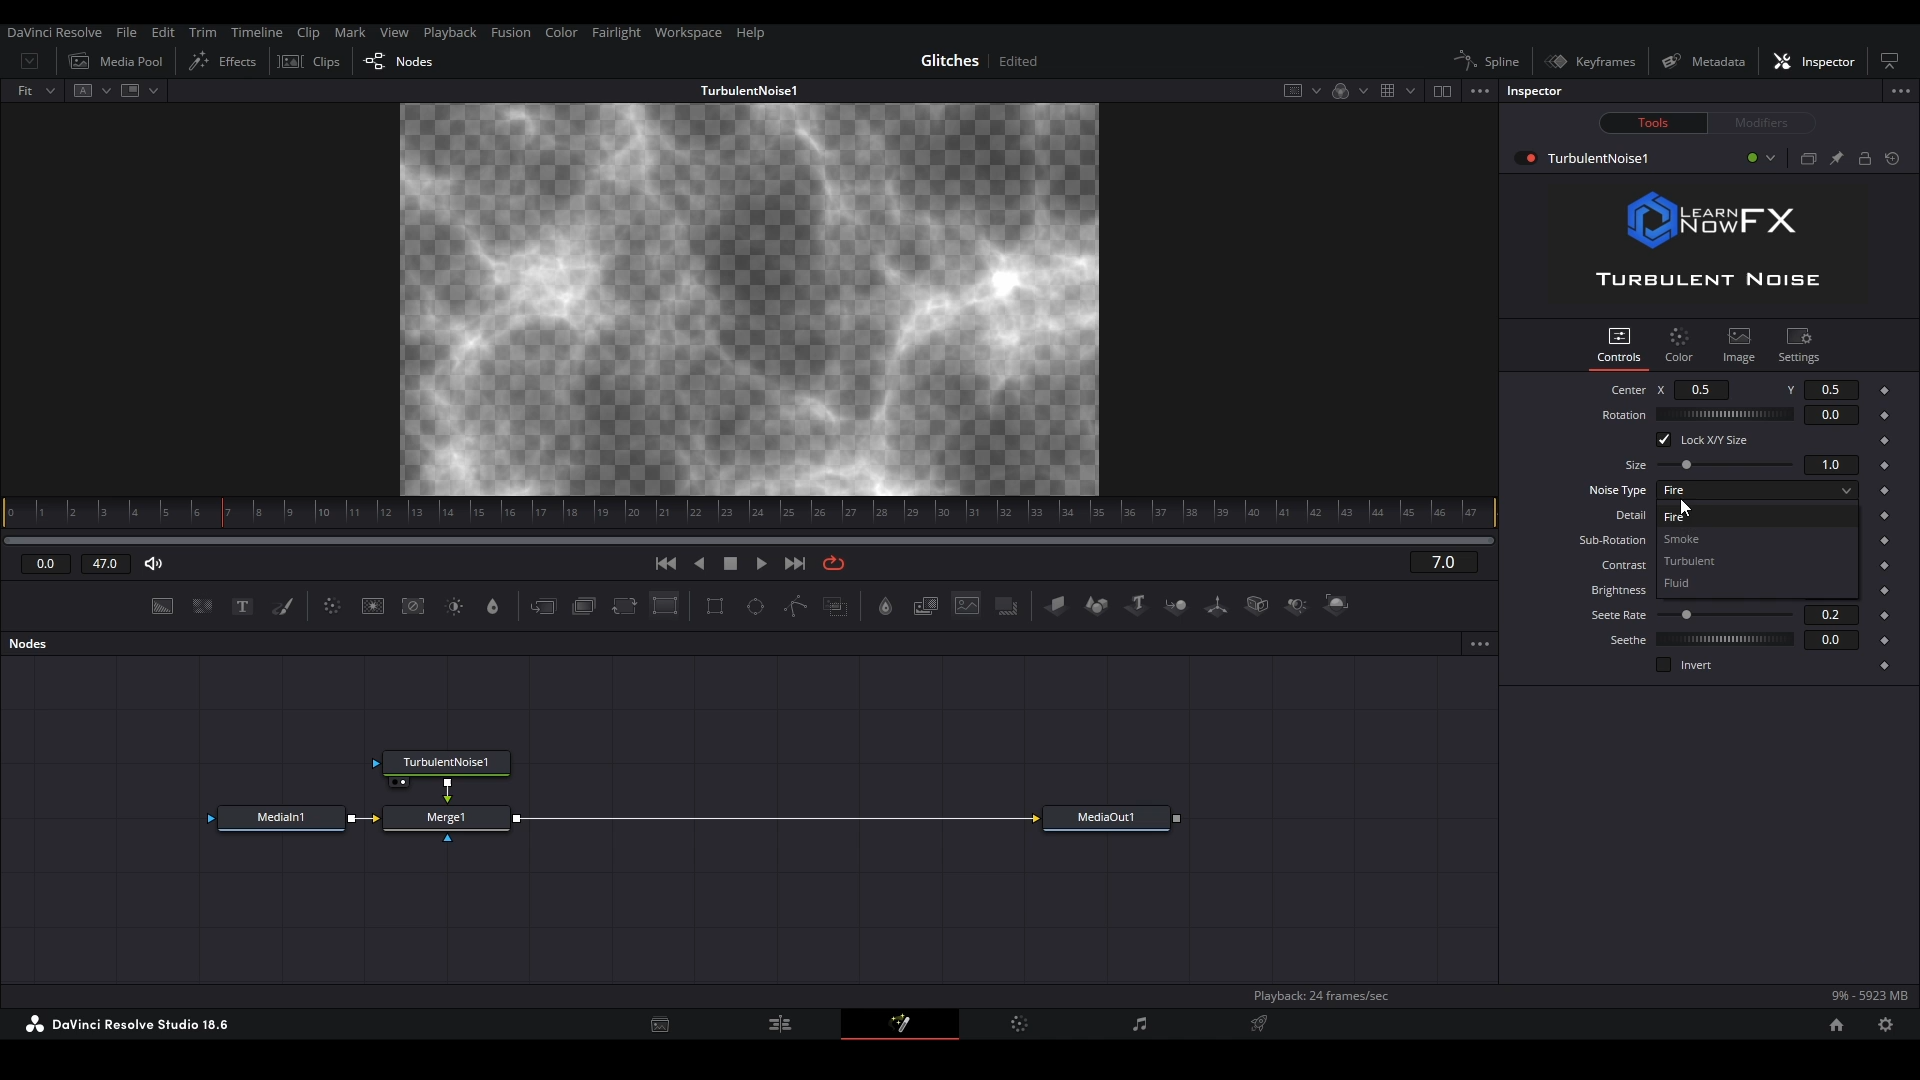 DaVinci Resolve File Edit Trim Timeline Clip Mark View Playback Fusion Color Fairlight Workspace Help
Media Pool Effects Clips Nodes Glitches Edited Spline Keyframes Metadata Inspector
Fit A TurbulentNoise1 Inspector
Tools Modifiers
TurbulentNoise1
LEARN NOW FX
TURBULENT NOISE
Controls Color Image Settings
Center X 0.5 Y 0.5
Rotation 0.0
Lock X/Y Size
Size 1.0
Noise Type Fire
Detail
Fire
Sub-Rotation
Smoke
Contrast
Turbulent
Brightness
Fluid
Seete Rate 0.2
Seethe 0.0
Invert
0 1 2 3 4 5 6 7 8 9 10 11 12 13 14 15 16 17 18 19 20 21 22 23 24 25 26 27 28 29 30 31 32 33 34 35 36 37 38 39 40 41 42 43 44 45 46 47
0.0 47.0 7.0
T T
Nodes
TurbulentNoise1
MediaIn1 Merge1 MediaOut1
Playback: 24 frames/sec 9% - 5923 MB
DaVinci Resolve Studio 18.6